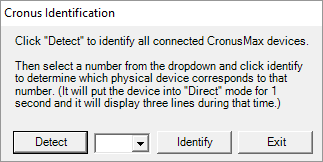 Cronus Identification
Click "Detect" to identify all connected CronusMax devices.
Then select a number from the dropdown and click identify
to determine which physical device corresponds to that
number. (It will put the device into "Direct" mode for 1
second and it will display three lines during that time.)
Detect
Identify
Exit